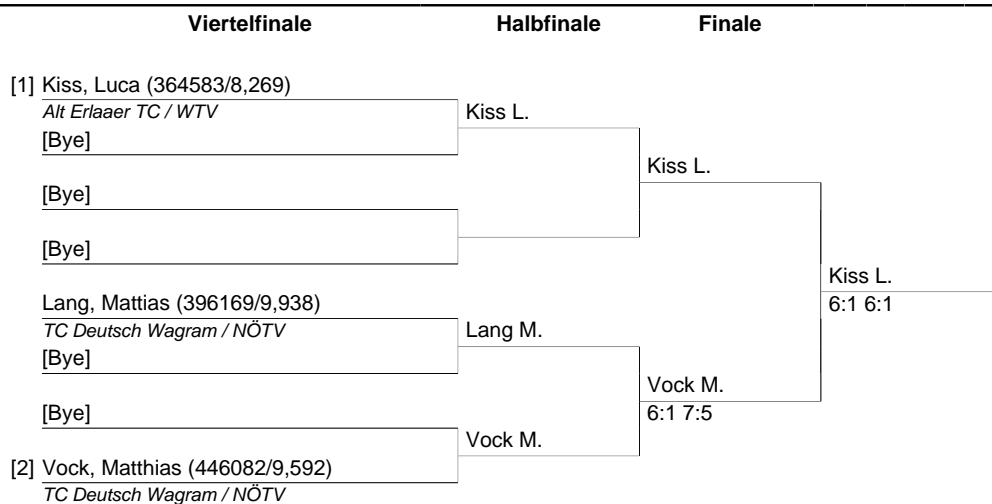 Viertelfinale Halbfinale Finale
[1] Kiss, Luca (364583/8,269)
Alt Erlaaer TC / WTV
Kiss L.
[Bye]
Kiss L.
[Bye]
[Bye]
Kiss L.
Lang, Mattias (396169/9,938)
6:1 6:1
TC Deutsch Wagram / NÖTV
Lang M.
[Bye]
Vock M.
[Bye]
6:1 7:5
Vock M.
[2] Vock, Matthias (446082/9,592)
TC Deutsch Wagram / NÖTV